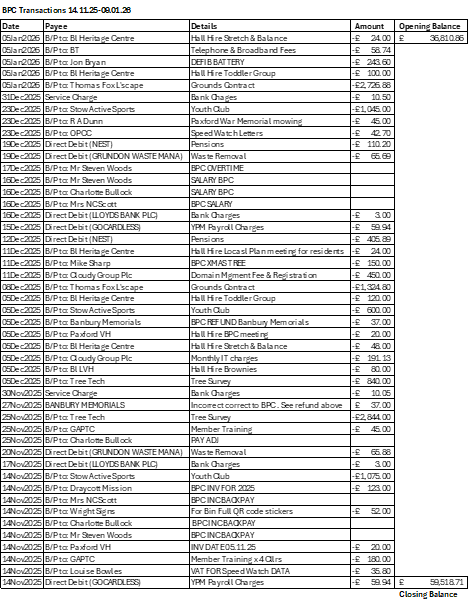 BPC Transactions 14.11.25-09.01.26
Date Payee Details Amount Opening Balance
05Jan2026 B/P to: BI Heritage Centre Hall Hire Stretch & Balance -£ 24.00 £ 36,810.86
05Jan2026 B/P to: BT Telephone & Broadband Fees -£ 58.74
05Jan2026 B/P to: Jon Bryan DEFIB BATTERY -£ 243.60
05Jan2026 B/P to: BI Heritage Centre Hall Hire Toddler Group -£ 100.00
05Jan2026 B/P to: Thomas Fox L'scape Grounds Contract -£2,726.88
31Dec2025 Service Charge Bank Chages -£ 10.50
23Dec2025 B/P to: Stow Active Sports Youth Club -£1,045.00
23Dec2025 B/P to: R A Dunn Paxford War Memorial mowing -£ 45.00
23Dec2025 B/P to: OPCC Speed Watch Letters -£ 42.70
19Dec2025 Direct Debit (NEST) Pensions -£ 110.20
19Dec2025 Direct Debit (GRUNDON WASTE MANA) Waste Removal -£ 65.69
17Dec2025 B/P to: Mr Steven Woods BPC OVERTIME
16Dec2025 B/P to: Mr Steven Woods SALARY BPC
16Dec2025 B/P to: Charlotte Bullock SALARY BPC
16Dec2025 B/P to: Mrs NC Scott BPC SALARY
16Dec2025 Direct Debit (LLOYDS BANK PLC) Bank Charges -£ 3.00
15Dec2025 Direct Debit (GOCARDLESS) YPM Payroll Charges -£ 59.94
12Dec2025 Direct Debit (NEST) Pensions -£ 405.89
11Dec2025 B/P to: BI Heritage Centre Hall Hire Locasl Plan meeting for residents -£ 24.00
11Dec2025 B/P to: Mike Sharp BPC XMAS TREE -£ 150.00
11Dec2025 B/P to: Cloudy Group Plc Domain Mgment Fee & Registration -£ 450.00
08Dec2025 B/P to: Thomas Fox L'scape Grounds Contract -£1,324.80
05Dec2025 B/P to: BI Heritage Centre Hall Hire Toddler Group -£ 120.00
05Dec2025 B/P to: Stow Active Sports Youth Club -£ 600.00
05Dec2025 B/P to: Banbury Memorials BPC REFUND Banbury Memorials -£ 37.00
05Dec2025 B/P to: Paxford VH Hall Hire BPC meeting -£ 20.00
05Dec2025 B/P to: BI Heritage Centre Hall Hire Stretch & Balance -£ 48.00
05Dec2025 B/P to: Cloudy Group Plc Monthly IT charges -£ 191.13
05Dec2025 B/P to: BI LVH Hall Hire Brownies -£ 80.00
05Dec2025 B/P to: Tree Tech Tree Survey -£ 840.00
30Nov2025 Service Charge Bank Charges -£ 10.05
27Nov2025 BANBURY MEMORIALS Incorrect correct to BPC. See refund above £ 37.00
25Nov2025 B/P to: Tree Tech Tree Survey -£2,844.00
25Nov2025 B/P to: GAPTC Member Training -£ 45.00
25Nov2025 B/P to: Charlotte Bullock PAY ADJ
20Nov2025 Direct Debit (GRUNDON WASTE MANA) Waste Removal -£ 65.88
17Nov2025 Direct Debit (LLOYDS BANK PLC) Bank Charges -£ 3.00
14Nov2025 B/P to: Stow Active Sports Youth Club -£1,075.00
14Nov2025 B/P to: Draycott Mission BPC INV FOR 2025 -£ 123.00
14Nov2025 B/P to: Mrs NC Scott BPC INC BACKPAY
14Nov2025 B/P to: Wright Signs For Bin Full QR code stickers -£ 52.00
14Nov2025 B/P to: Charlotte Bullock BPC INC BACKPAY
14Nov2025 B/P to: Mr Steven Woods BPC INC BACKPAY
14Nov2025 B/P to: Paxford VH INV DATE 05.11.25 -£ 20.00
14Nov2025 B/P to: GAPTC Member Training x 4 Cllrs -£ 180.00
14Nov2025 B/P to: Louise Bowles VAT FOR Speed Watch DATA -£ 35.80
14Nov2025 Direct Debit (GOCARDLESS) YPM Payroll Charges -£ 59.94 £ 59,518.71
Closing Balance